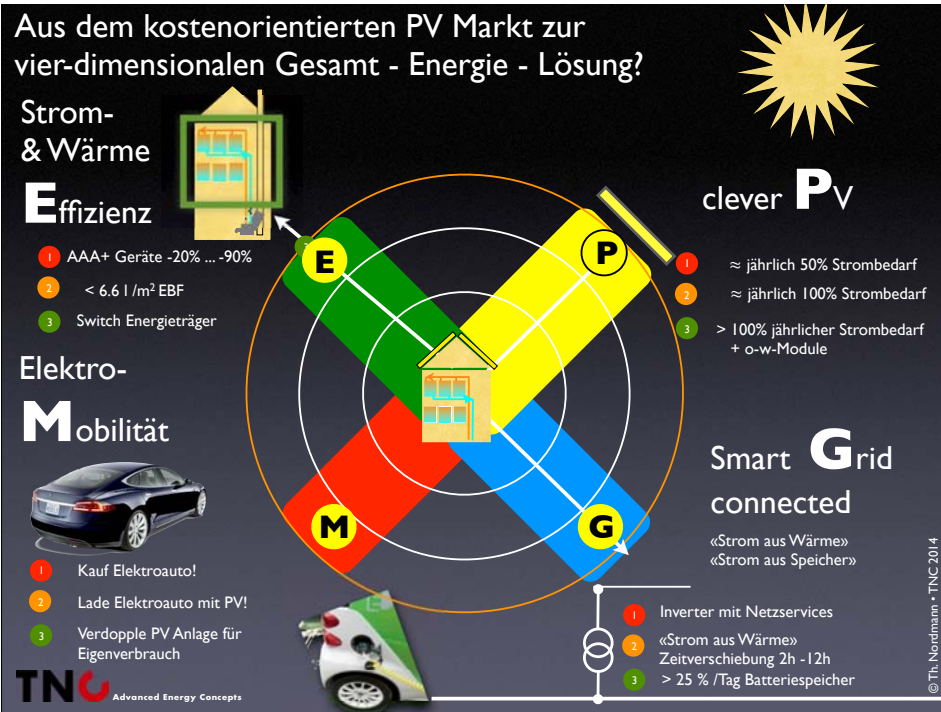 Aus dem kostenorientierten PV Markt zur
vier-dimensionalen Gesamt - Energie - Lösung?
Strom-
& Wärme
Effizienz
1 AAA+ Geräte -20% ... -90%
2 < 6.6 l /m² EBF
3 Switch Energieträger
Elektro-
Mobilität
1 Kauf Elektroauto!
2 Lade Elektroauto mit PV!
3 Verdopple PV Anlage für
Eigenverbrauch
TNC Advanced Energy Concepts
E
P
M
G
clever PV
1 ≈ jährlich 50% Strombedarf
2 ≈ jährlich 100% Strombedarf
3 > 100% jährlicher Strombedarf
+ o-w-Module
Smart Grid
connected
«Strom aus Wärme»
«Strom aus Speicher»
1 Inverter mit Netzservices
2 «Strom aus Wärme»
Zeitverschiebung 2h -12h
3 > 25 % /Tag Batteriespeicher
© Th. Nordmann • TNC 2014